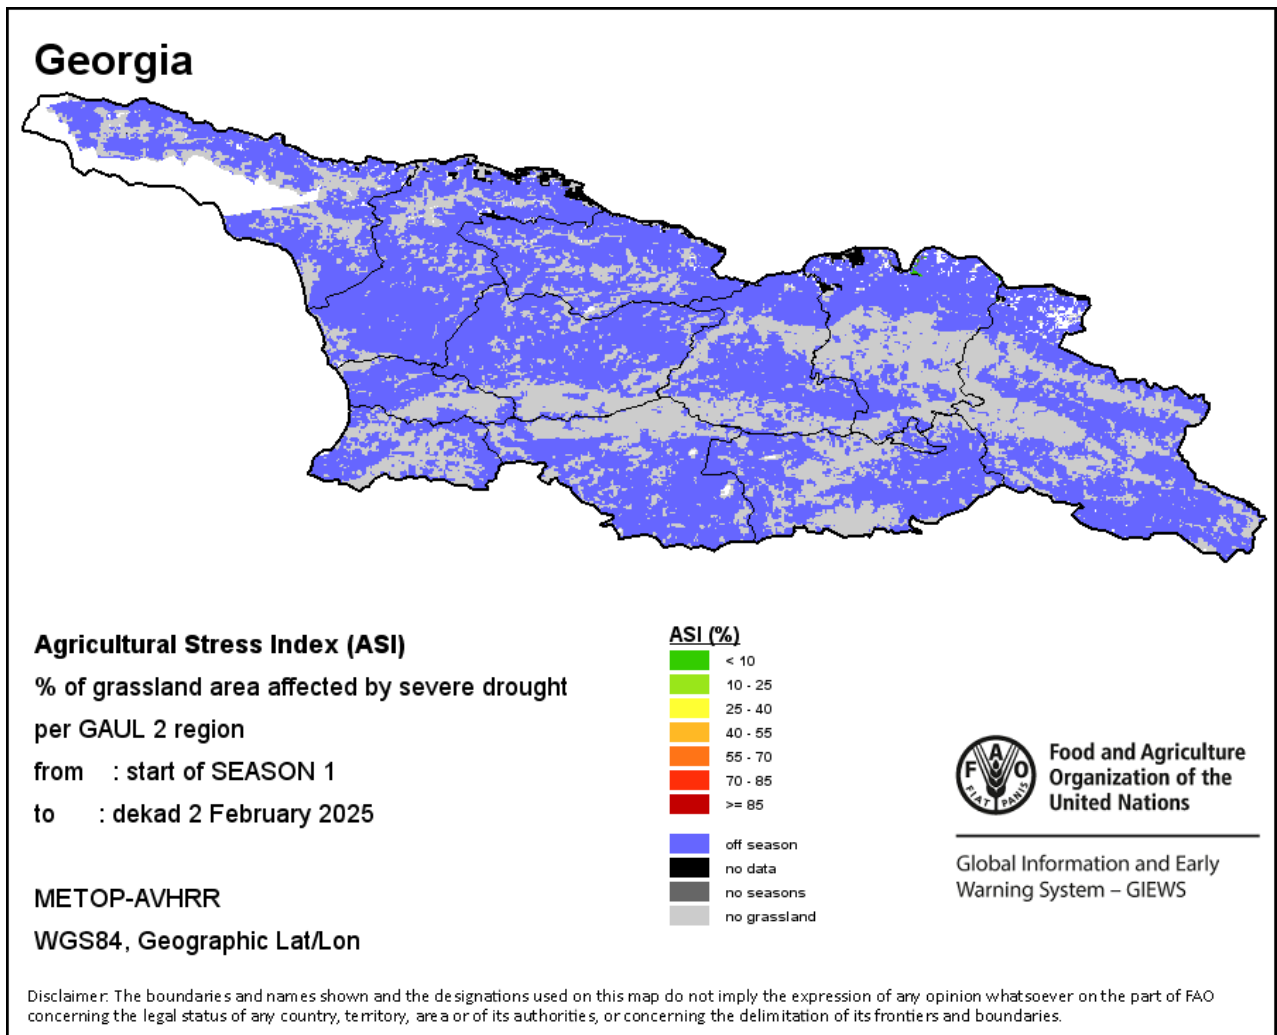 Georgia
Agricultural Stress Index (ASI)
% of grassland area affected by severe drought
per GAUL 2 region
from : start of SEASON 1
to : dekad 2 February 2025
METOP-AVHRR
WGS84, Geographic Lat/Lon
ASI (%)
< 10
10 - 25
25 - 40
40 - 55
55 - 70
70 - 85
>= 85
off season
no data
no seasons
no grassland
F A O
FIAT PANIS
Food and Agriculture
Organization of the
United Nations
Global Information and Early
Warning System – GIEWS
Disclaimer: The boundaries and names shown and the designations used on this map do not imply the expression of any opinion whatsoever on the part of FAO
concerning the legal status of any country, territory, area or of its authorities, or concerning the delimitation of its frontiers and boundaries.